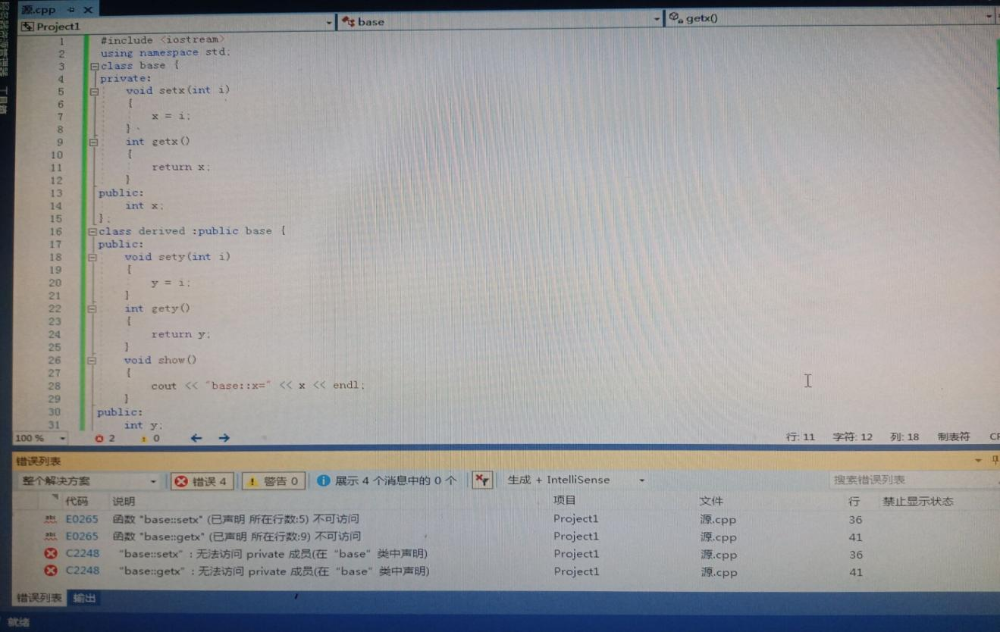 源.cpp
Project1 base getx()
1 #include <iostream>
2 using namespace std;
3 class base {
4 private:
5 void setx(int i)
6 {
7 x = i;
8 }
9 int getx()
10 {
11 return x;
12 }
13 public:
14 int x;
15 };
16 class derived :public base {
17 public:
18 void sety(int i)
19 {
20 y = i;
21 }
22 int gety()
23 {
24 return y;
25 }
26 void show()
27 {
28 cout << "base::x=" << x << endl;
29 }
30 public:
31 int y;
100 % 2 0 行: 11 字符: 12 列: 18 制表符
错误列表
整个解决方案 错误 4 警告 0 展示 4 个消息中的 0 个 生成 + IntelliSense 搜索错误列表
代码 说明 项目 文件 行 禁止显示状态
E0265 函数 "base::setx" (已声明 所在行数:5) 不可访问 Project1 源.cpp 36
E0265 函数 "base::getx" (已声明 所在行数:9) 不可访问 Project1 源.cpp 41
C2248 “base::setx”: 无法访问 private 成员(在“base”类中声明) Project1 源.cpp 36
C2248 “base::getx”: 无法访问 private 成员(在“base”类中声明) Project1 源.cpp 41
错误列表 输出
就绪
工具箱